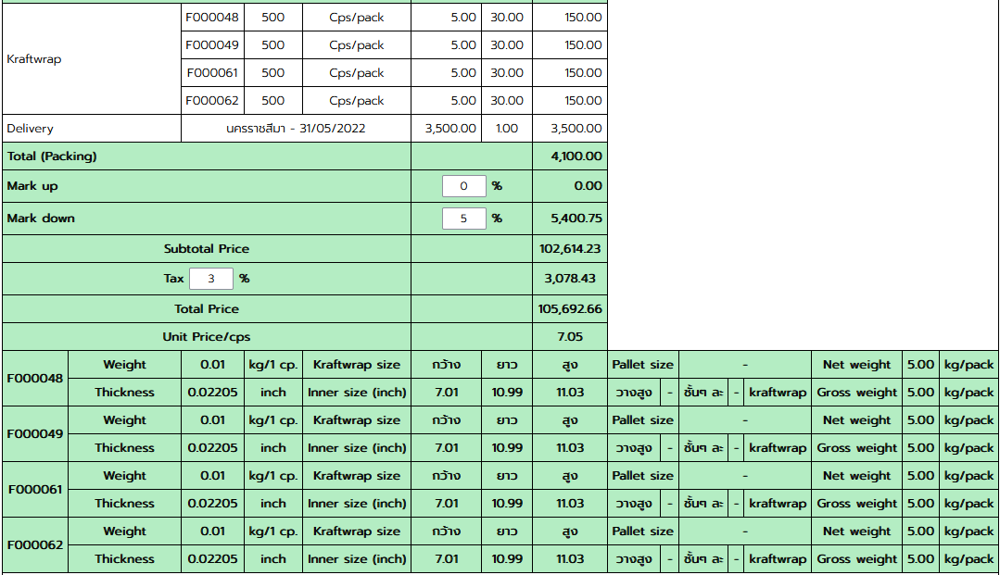 F000048 500 Cps/pack 5.00 30.00 150.00
F000049 500 Cps/pack 5.00 30.00 150.00
Kraftwrap
F000061 500 Cps/pack 5.00 30.00 150.00
F000062 500 Cps/pack 5.00 30.00 150.00
Delivery นครราชสีมา - 31/05/2022 3,500.00 1.00 3,500.00
Total (Packing) 4,100.00
Mark up 0 % 0.00
Mark down 5 % 5,400.75
Subtotal Price 102,614.23
Tax 3 % 3,078.43
Total Price 105,692.66
Unit Price/cps 7.05
F000048 Weight 0.01 kg/1 cp. Kraftwrap size กว้าง ยาว สูง Pallet size - Net weight 5.00 kg/pack
Thickness 0.02205 inch Inner size (inch) 7.01 10.99 11.03 วางสูง - ชั้นๆ ละ - kraftwrap Gross weight 5.00 kg/pack
F000049 Weight 0.01 kg/1 cp. Kraftwrap size กว้าง ยาว สูง Pallet size - Net weight 5.00 kg/pack
Thickness 0.02205 inch Inner size (inch) 7.01 10.99 11.03 วางสูง - ชั้นๆ ละ - kraftwrap Gross weight 5.00 kg/pack
F000061 Weight 0.01 kg/1 cp. Kraftwrap size กว้าง ยาว สูง Pallet size - Net weight 5.00 kg/pack
Thickness 0.02205 inch Inner size (inch) 7.01 10.99 11.03 วางสูง - ชั้นๆ ละ - kraftwrap Gross weight 5.00 kg/pack
F000062 Weight 0.01 kg/1 cp. Kraftwrap size กว้าง ยาว สูง Pallet size - Net weight 5.00 kg/pack
Thickness 0.02205 inch Inner size (inch) 7.01 10.99 11.03 วางสูง - ชั้นๆ ละ - kraftwrap Gross weight 5.00 kg/pack